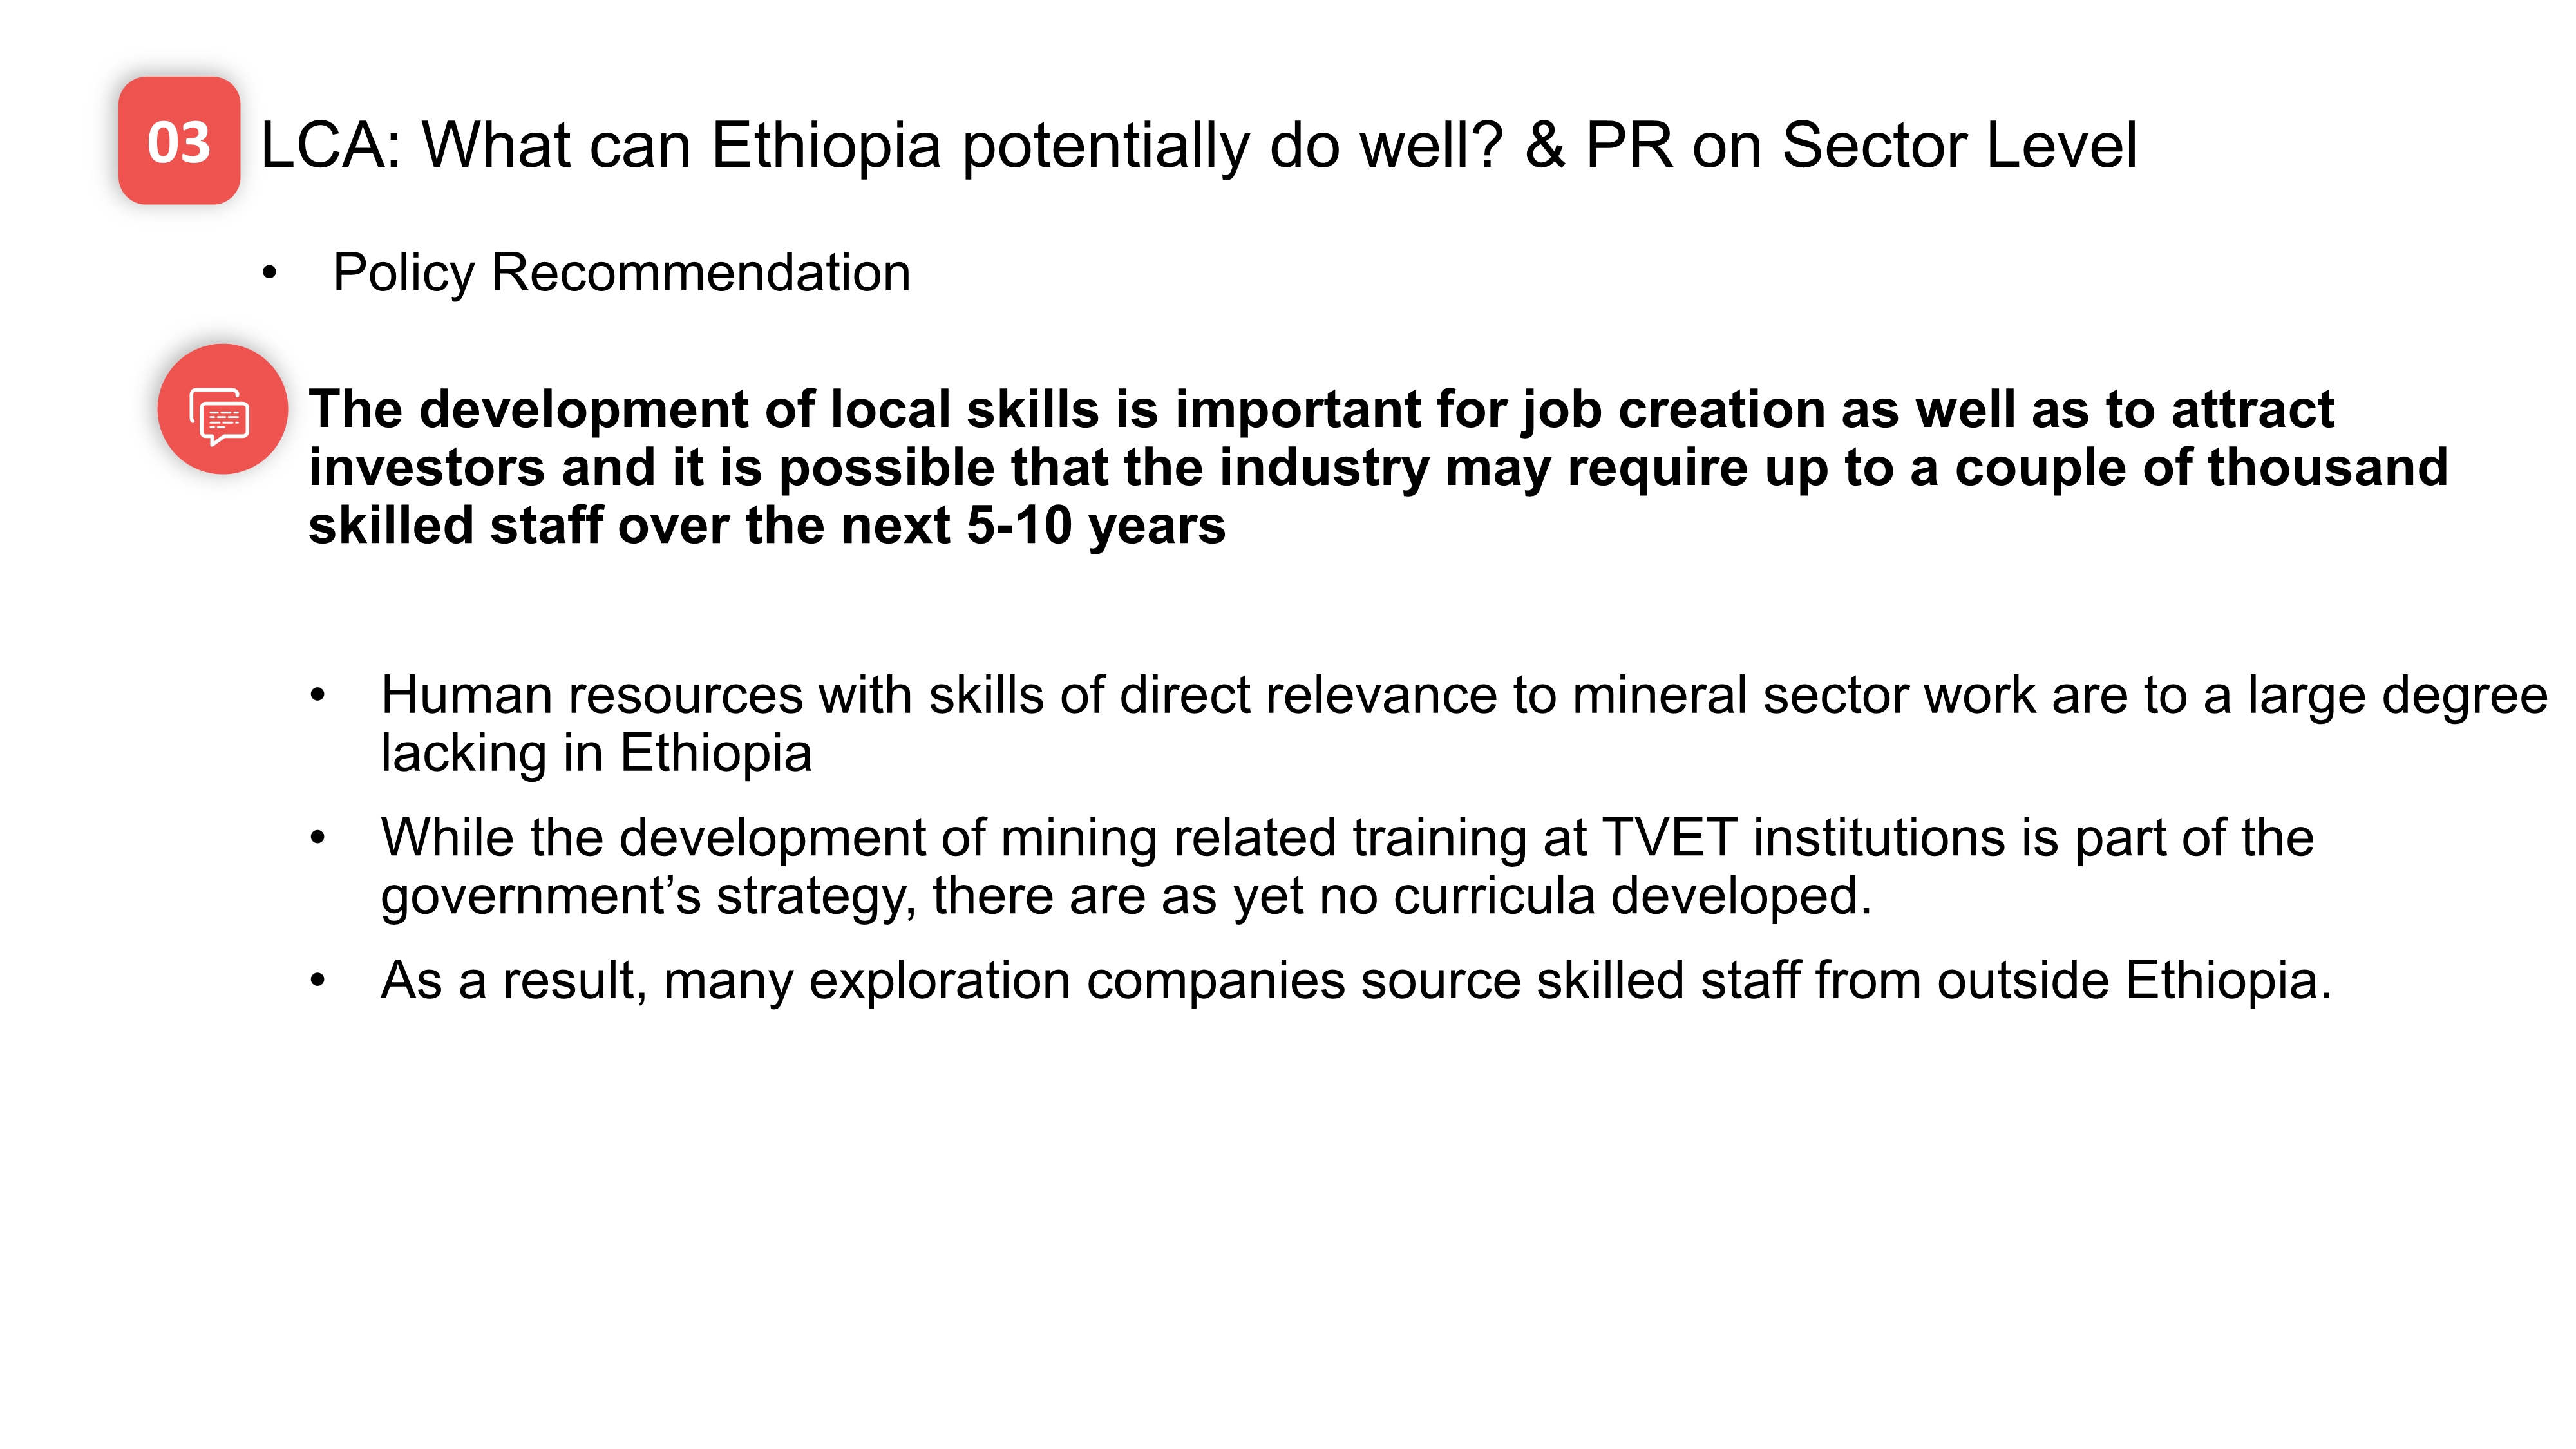 03
LCA: What can Ethiopia potentially do well? & PR on Sector Level
• Policy Recommendation
The development of local skills is important for job creation as well as to attract
investors and it is possible that the industry may require up to a couple of thousand
skilled staff over the next 5-10 years
• Human resources with skills of direct relevance to mineral sector work are to a large degree
lacking in Ethiopia
• While the development of mining related training at TVET institutions is part of the
government’s strategy, there are as yet no curricula developed.
• As a result, many exploration companies source skilled staff from outside Ethiopia.